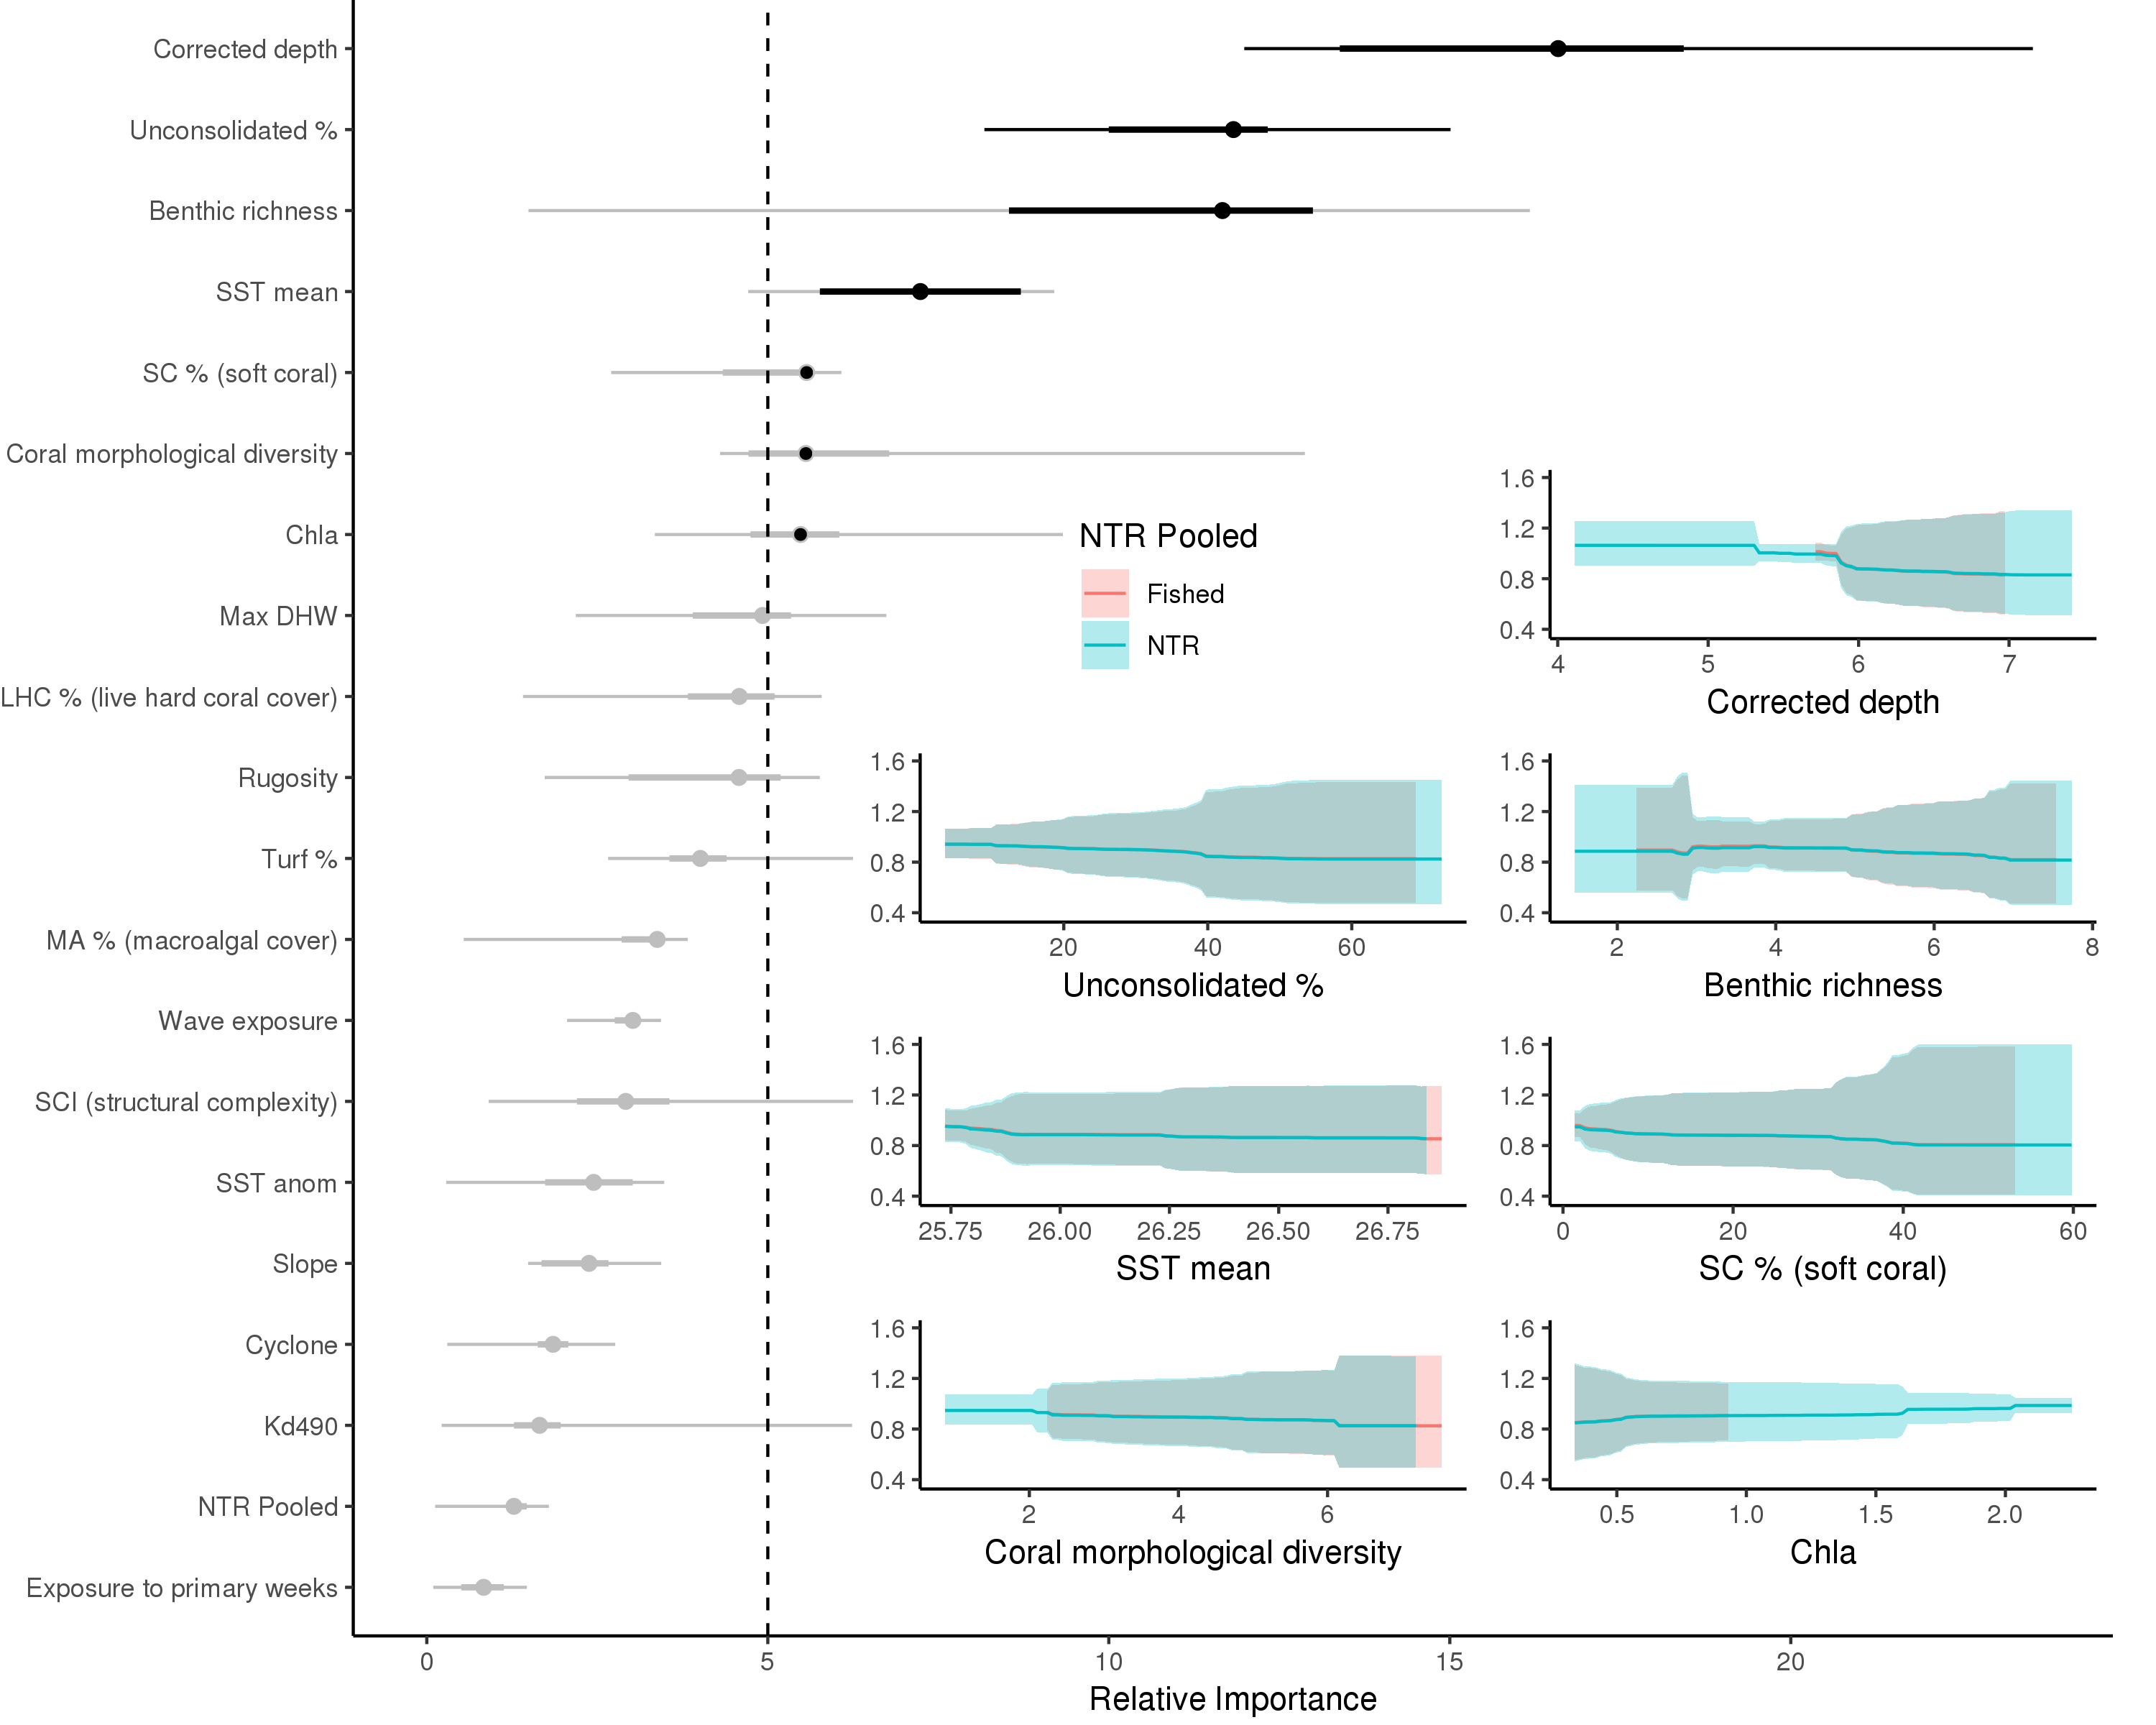 Corrected depth
Unconsolidated %
Benthic richness
SST mean
SC % (soft coral)
Coral morphological diversity
Chla
Max DHW
LHC % (live hard coral cover)
Rugosity
Turf %
MA % (macroalgal cover)
Wave exposure
SCI (structural complexity)
SST anom
Slope
Cyclone
Kd490
NTR Pooled
Exposure to primary weeks
0 5 10 15 20
Relative Importance
NTR Pooled
Fished
NTR
1.6
1.2
0.8
0.4
4 5 6 7
Corrected depth
1.6
1.2
0.8
0.4
20 40 60
Unconsolidated %
1.6
1.2
0.8
0.4
2 4 6 8
Benthic richness
1.6
1.2
0.8
0.4
25.75 26.00 26.25 26.50 26.75
SST mean
1.6
1.2
0.8
0.4
0 20 40 60
SC % (soft coral)
1.6
1.2
0.8
0.4
2 4 6
Coral morphological diversity
1.6
1.2
0.8
0.4
0.5 1.0 1.5 2.0
Chla